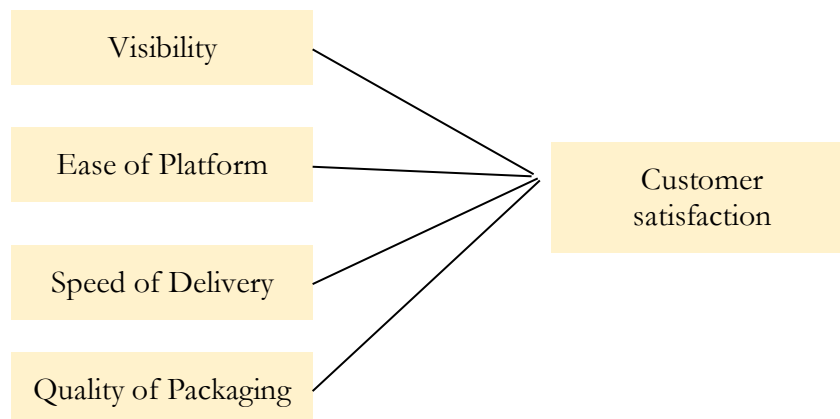 Visibility
Ease of Platform
Customer
satisfaction
Speed of Delivery
Quality of Packaging